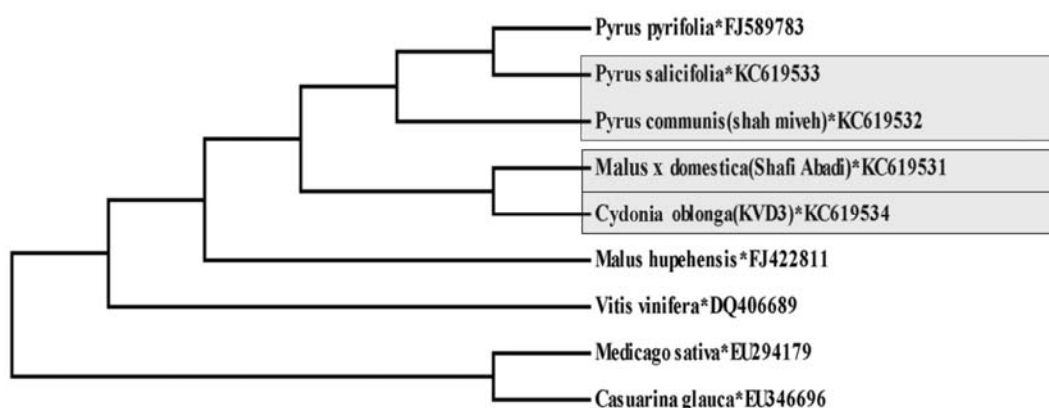 Pyrus pyrifolia*FJ589783
Pyrus salicifolia*KC619533
Pyrus communis(shah miveh)*KC619532
Malus x domestica(Shafi Abadi)*KC619531
Cydonia oblonga(KVD3)*KC619534
Malus hupehensis*FJ422811
Vitis vinifera*DQ406689
Medicago sativa*EU294179
Casuarina glauca*EU346696